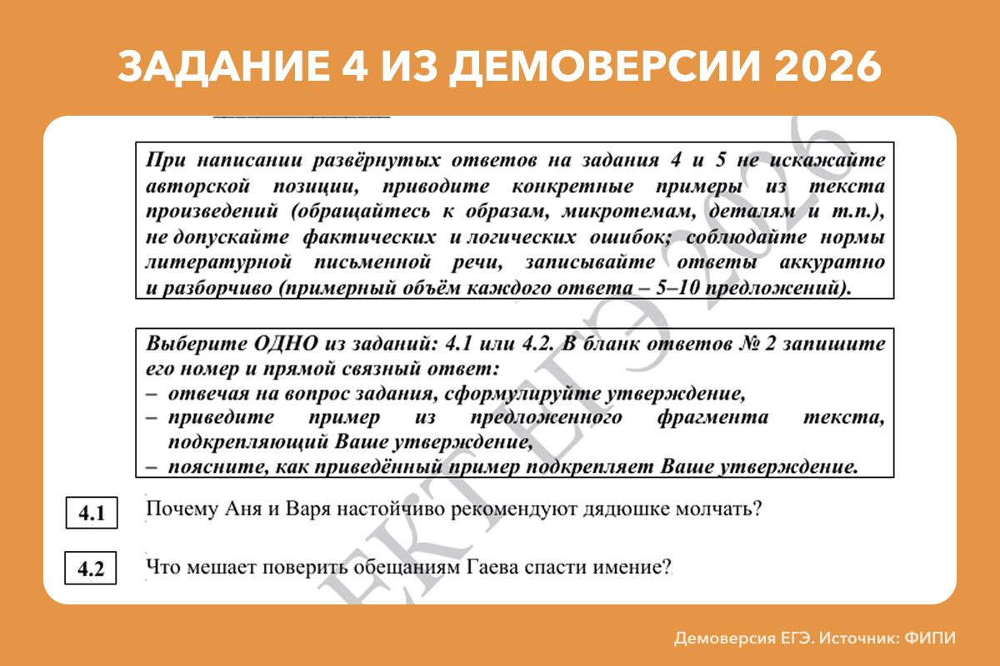 ЗАДАНИЕ 4 ИЗ ДЕМОВЕРСИИ 2026
При написании развёрнутых ответов на задания 4 и 5 не искажайте
авторской позиции, приводите конкретные примеры из текста
произведений (обращайтесь к образам, микротемам, деталям и т.п.),
не допускайте фактических и логических ошибок; соблюдайте нормы
литературной письменной речи, записывайте ответы аккуратно
и разборчиво (примерный объём каждого ответа – 5–10 предложений).
Выберите ОДНО из заданий: 4.1 или 4.2. В бланк ответов № 2 запишите
его номер и прямой связный ответ:
– отвечая на вопрос задания, сформулируйте утверждение,
– приведите пример из предложенного фрагмента текста,
подкрепляющий Ваше утверждение,
– поясните, как приведённый пример подкрепляет Ваше утверждение.
4.1 Почему Аня и Варя настойчиво рекомендуют дядюшке молчать?
4.2 Что мешает поверить обещаниям Гаева спасти имение?
ЕКТ ЕГЭ 2026
Демоверсия ЕГЭ. Источник: ФИПИ